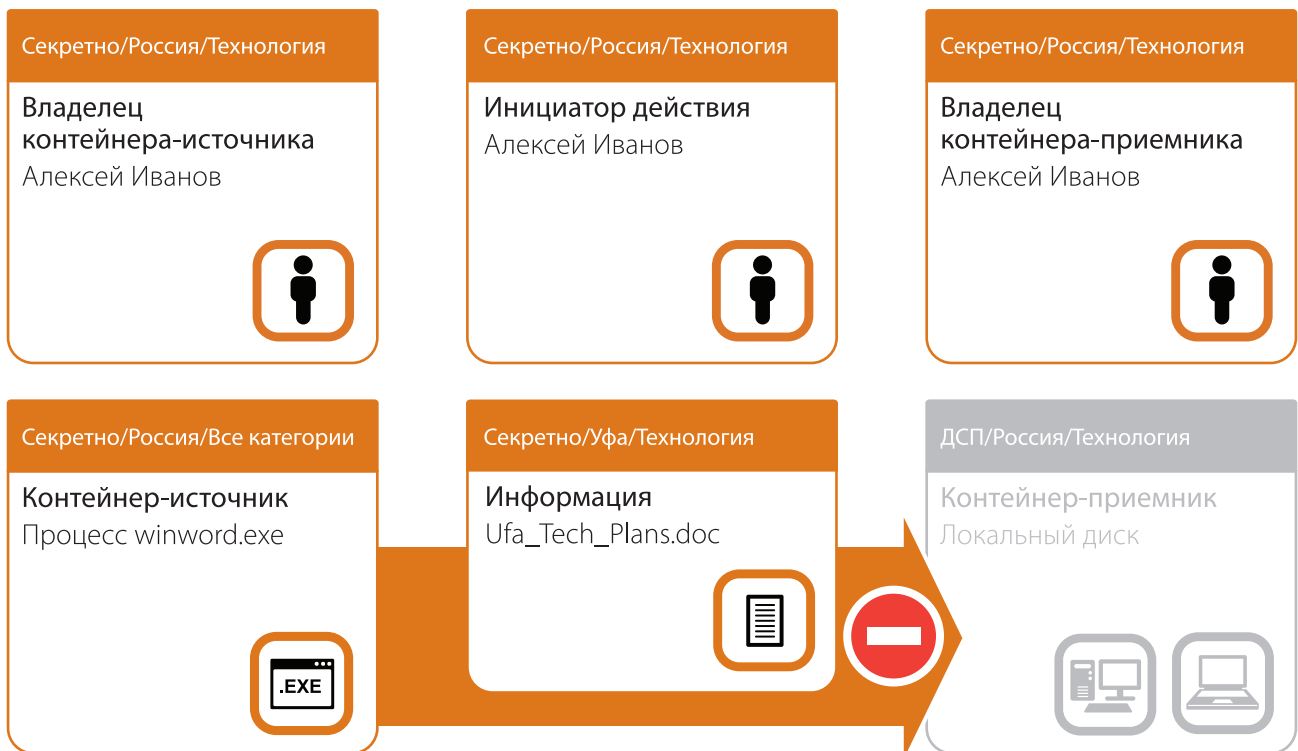 Секретно/Россия/Технология
Владелец
контейнера-источника
Алексей Иванов
Секретно/Россия/Технология
Инициатор действия
Алексей Иванов
Секретно/Россия/Технология
Владелец
контейнера-приемника
Алексей Иванов
Секретно/Россия/Все категории
Контейнер-источник
Процесс winword.exe
.EXE
Секретно/Уфа/Технология
Информация
Ufa_Tech_Plans.doc
ДСП/Россия/Технология
Контейнер-приемник
Локальный диск